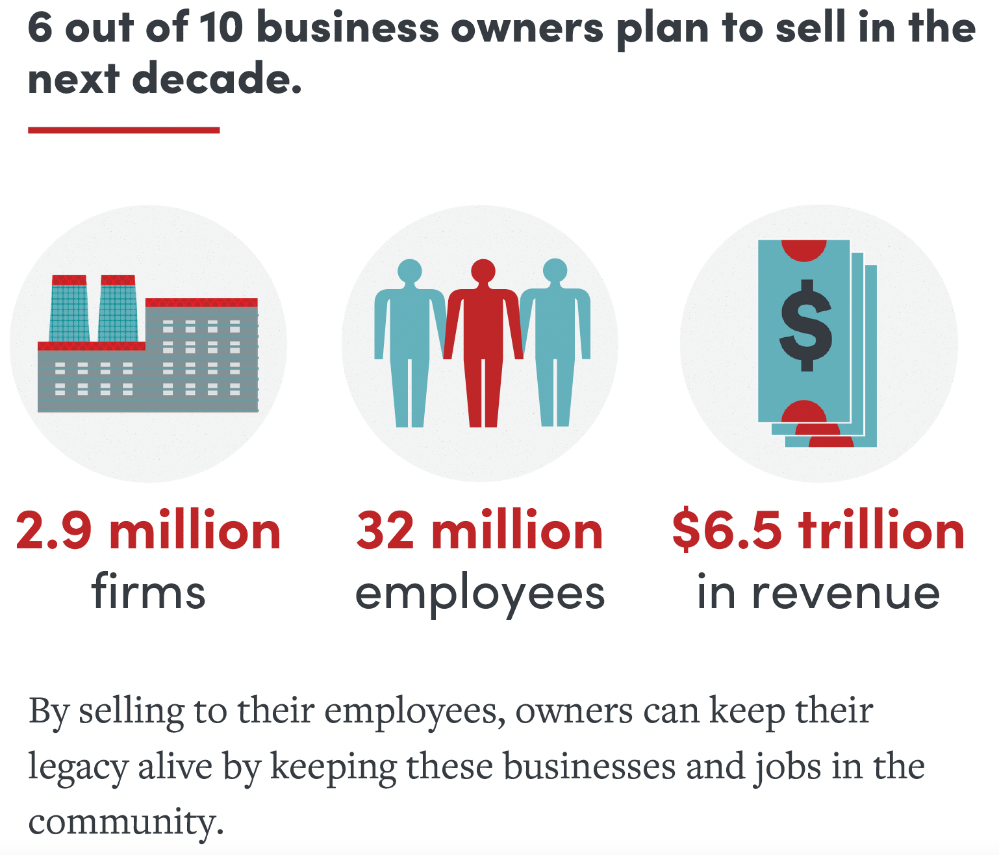 6 out of 10 business owners plan to sell in the
next decade.
$
2.9 million
firms
32 million
employees
$6.5 trillion
in revenue
By selling to their employees, owners can keep their
legacy alive by keeping these businesses and jobs in the
community.